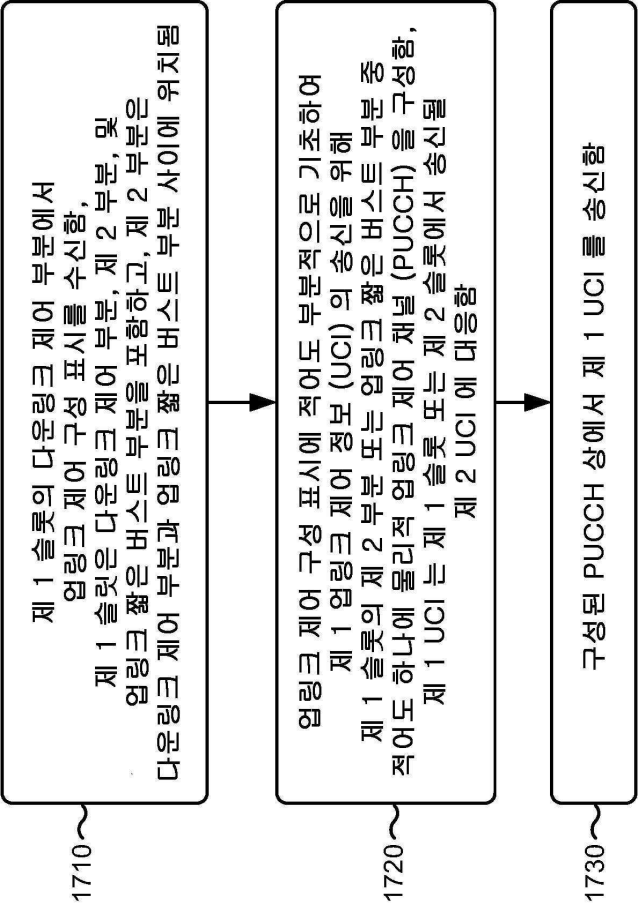 1710
제 1 슬롯의 다운링크 제어 부분에서
업링크 제어 구성 표시를 수신함,
제 1 슬릿은 다운링크 제어 부분, 제 2 부분, 및
업링크 짧은 버스트 부분을 포함하고, 제 2 부분은
다운링크 제어 부분과 업링크 짧은 버스트 부분 사이에 위치됨
1720
업링크 제어 구성 표시에 적어도 부분적으로 기초하여
제 1 업링크 제어 정보 (UCI) 의 송신을 위해
제 1 슬롯의 제 2 부분 또는 업링크 짧은 버스트 부분 중
적어도 하나에 물리적 업링크 제어 채널 (PUCCH) 을 구성함,
제 1 UCI 는 제 1 슬롯 또는 제 2 슬롯에서 송신될
제 2 UCI 에 대응함
1730
구성된 PUCCH 상에서 제 1 UCI 를 송신함